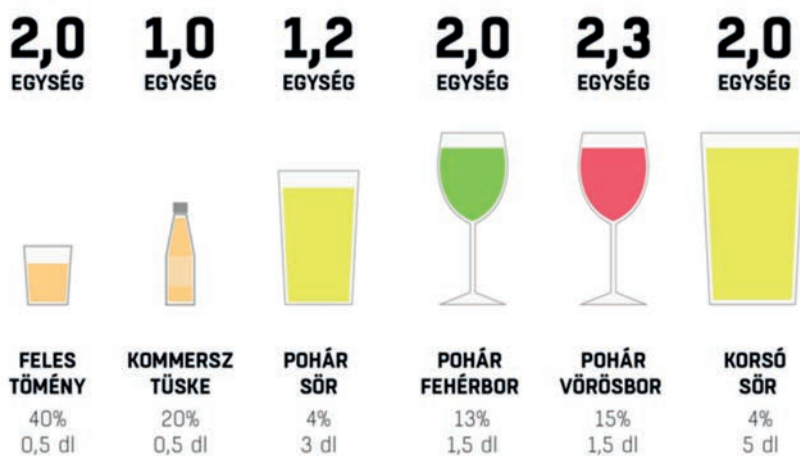 2,0
EGYSÉG
1,0
EGYSÉG
1,2
EGYSÉG
2,0
EGYSÉG
2,3
EGYSÉG
2,0
EGYSÉG
FELES
TÖMÉNY
40%
0,5 dl
KOMMERSZ
TÜSKE
20%
0,5 dl
POHÁR
SÖR
4%
3 dl
POHÁR
FEHÉRBOR
13%
1,5 dl
POHÁR
VÖRÖSBOR
15%
1,5 dl
KORSÓ
SÖR
4%
5 dl